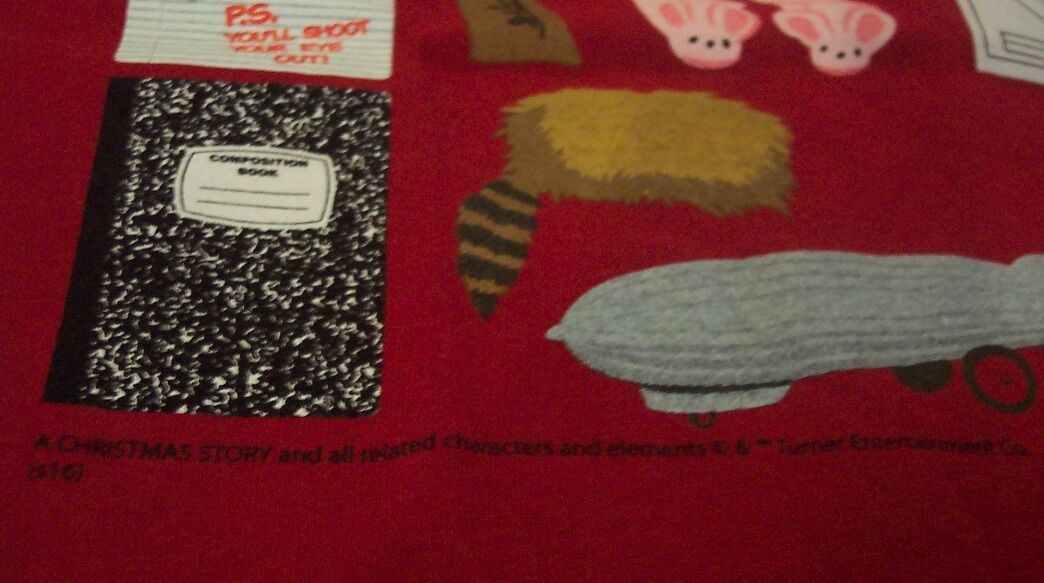 P.S.
YOU'LL SHOOT
YOUR EYE
OUT!
COMPOSITION
BOOK
A CHRISTMAS STORY and all related characters and elements © & ™ Turner Entertainment Co.
(s16)